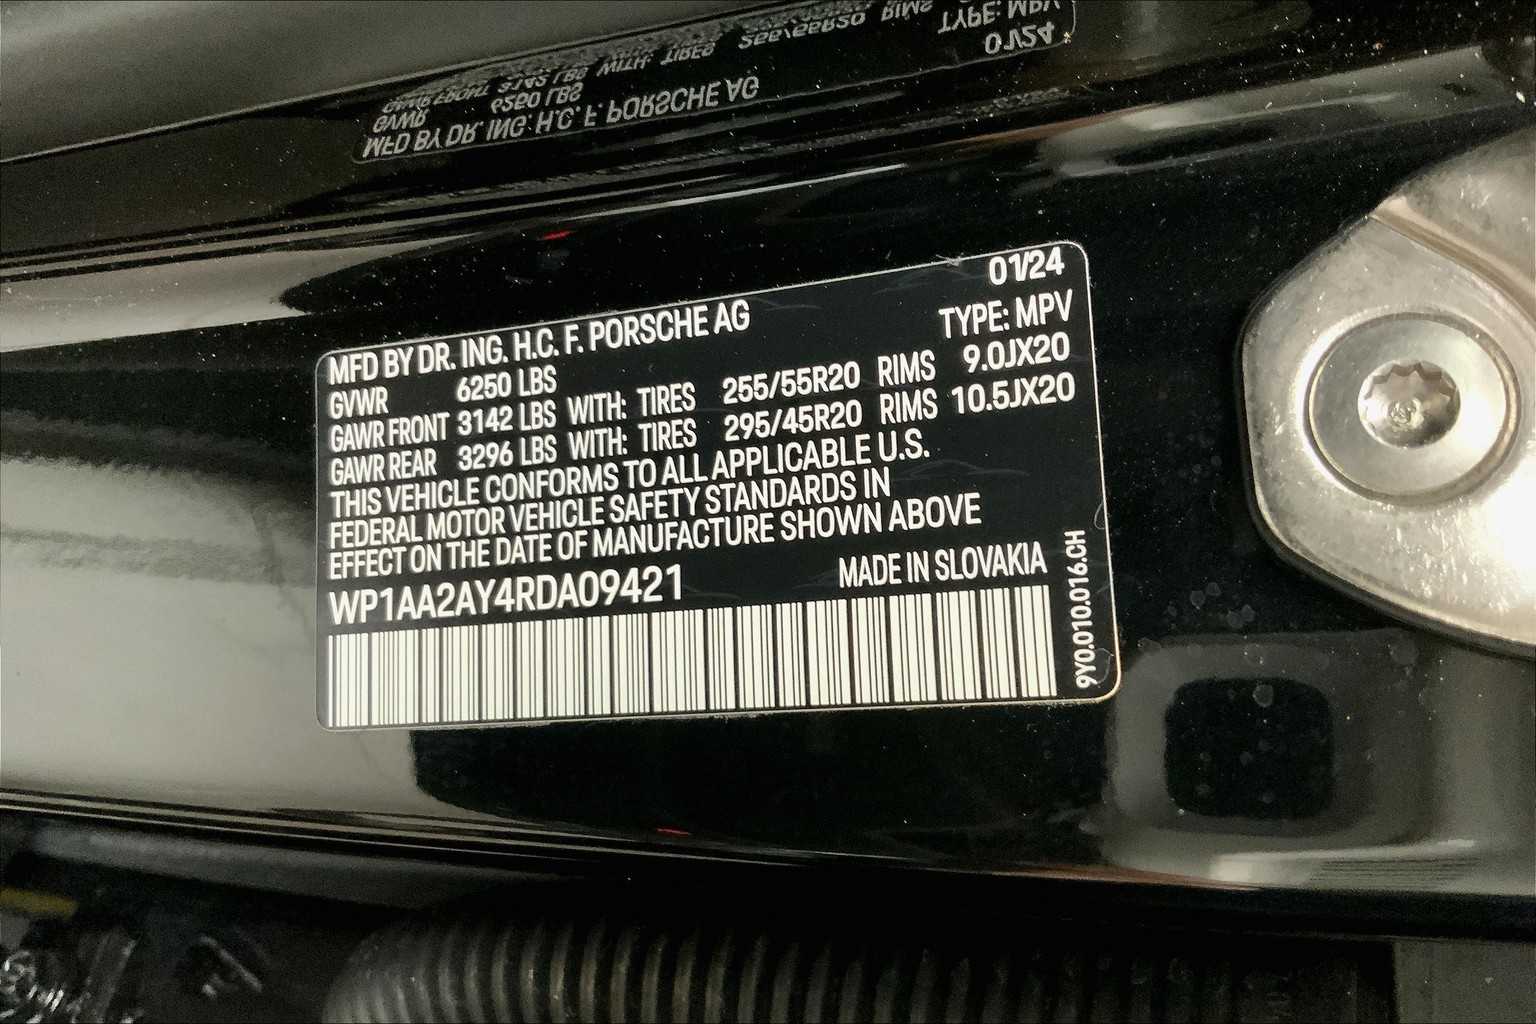 01/24
MFD BY DR. ING. H.C. F. PORSCHE AG
TYPE: MPV
GVWR 6250 LBS
GAWR FRONT 3142 LBS WITH: TIRES 255/55R20 RIMS 9.0JX20
GAWR REAR 3296 LBS WITH: TIRES 295/45R20 RIMS 10.5JX20
THIS VEHICLE CONFORMS TO ALL APPLICABLE U.S.
FEDERAL MOTOR VEHICLE SAFETY STANDARDS IN
EFFECT ON THE DATE OF MANUFACTURE SHOWN ABOVE
MADE IN SLOVAKIA
WP1AA2AY4RDA09421
9Y0.010.016.CH